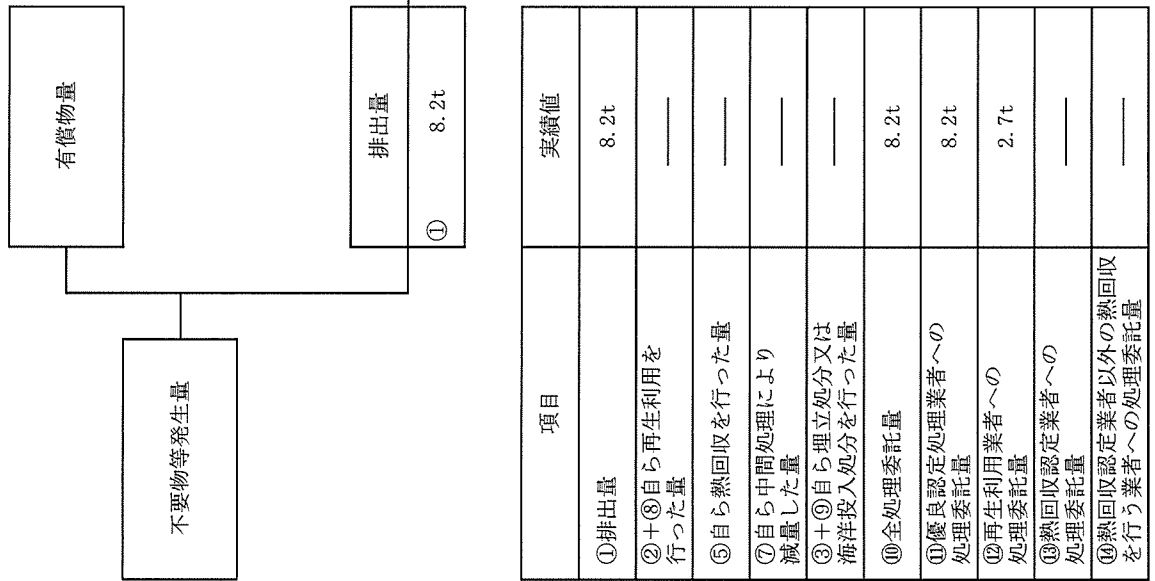 有償物量
不要物等発生量
排出量
① 8.2t
項目 実績値
①排出量 8.2t
②+⑧自ら再生利用を
行った量 ——
⑤自ら熱回収を行った量 ——
⑦自ら中間処理により
減量した量 ——
③+⑨自ら埋立処分又は
海洋投入処分を行った量 ——
⑩全処理委託量 8.2t
⑪優良認定処理業者への
処理委託量 8.2t
⑫再生利用業者への
処理委託量 2.7t
⑬熱回収認定業者への
処理委託量 ——
⑭熱回収認定業者以外の熱回収
を行う業者への処理委託量 ——